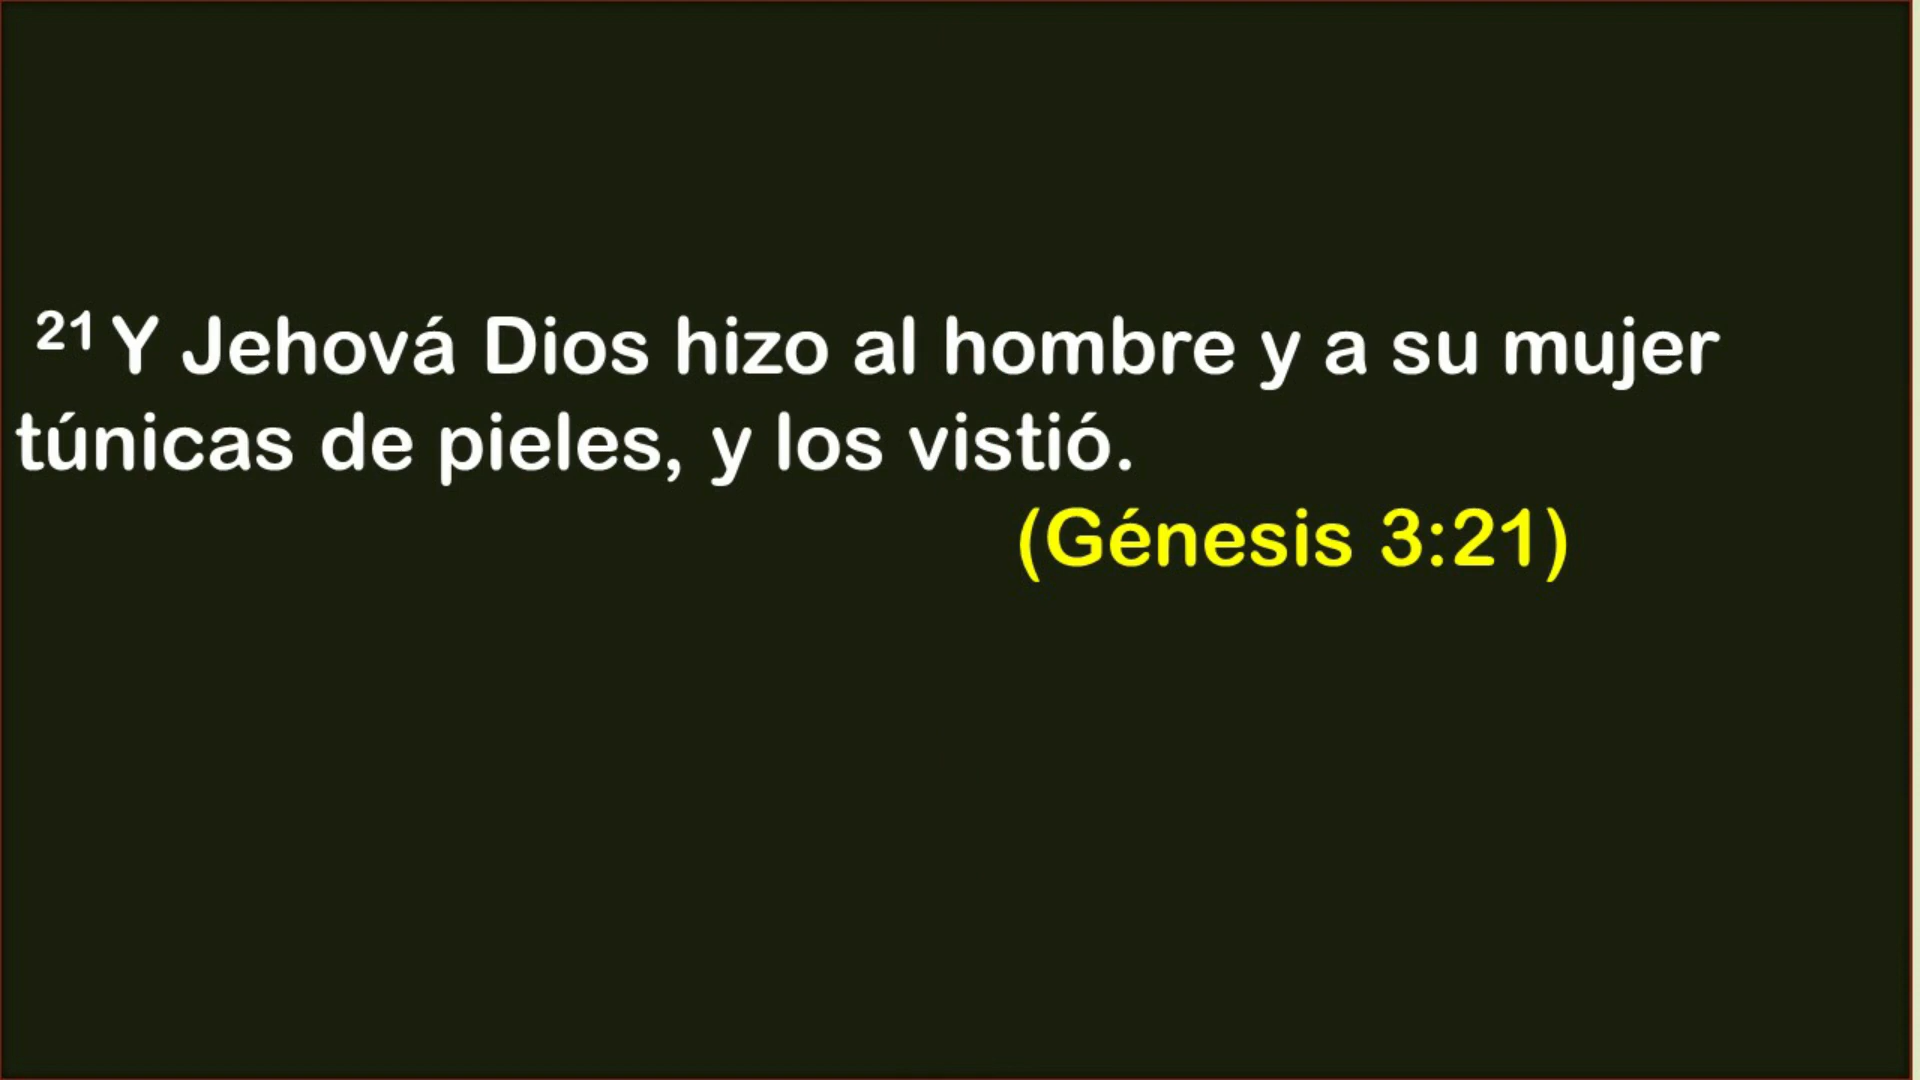 21 Y Jehová Dios hizo al hombre y a su mujer
túnicas de pieles, y los vistió.
(Génesis 3:21)